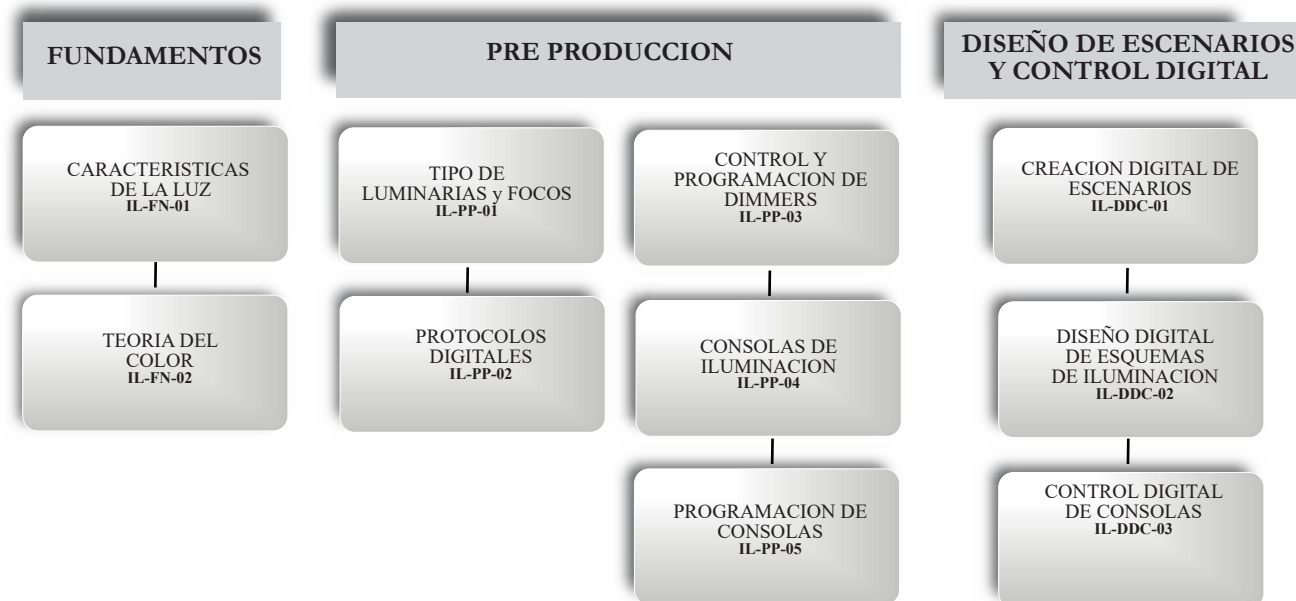 FUNDAMENTOS
CARACTERISTICAS
DE LA LUZ
IL-FN-01
TEORIA DEL
COLOR
IL-FN-02
PRE PRODUCCION
TIPO DE
LUMINARIAS y FOCOS
IL-PP-01
PROTOCOLOS
DIGITALES
IL-PP-02
CONTROL Y
PROGRAMACION DE
DIMMERS
IL-PP-03
CONSOLAS DE
ILUMINACION
IL-PP-04
PROGRAMACION DE
CONSOLAS
IL-PP-05
DISEÑO DE ESCENARIOS
Y CONTROL DIGITAL
CREACION DIGITAL DE
ESCENARIOS
IL-DDC-01
DISEÑO DIGITAL
DE ESQUEMAS
DE ILUMINACION
IL-DDC-02
CONTROL DIGITAL
DE CONSOLAS
IL-DDC-03